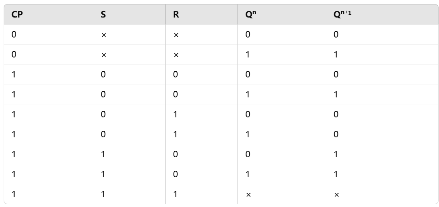 CP S R Qⁿ Qⁿ⁺¹
0 × × 0 0
0 × × 1 1
1 0 0 0 0
1 0 0 1 1
1 0 1 0 0
1 0 1 1 0
1 1 0 0 1
1 1 0 1 1
1 1 1 × ×